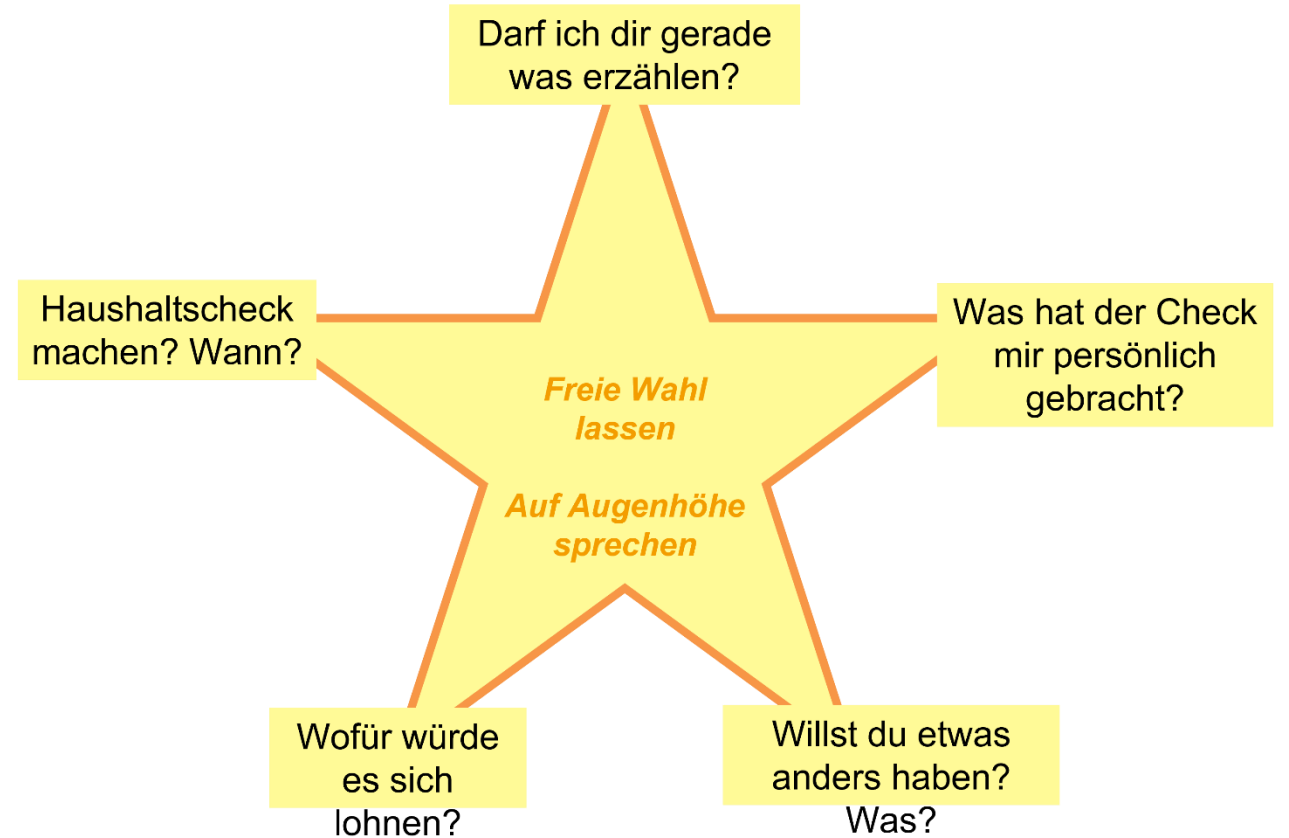 Darf ich dir gerade
was erzählen?
Was hat der Check
mir persönlich
gebracht?
Willst du etwas
anders haben?
Was?
Wofür würde
es sich
lohnen?
Haushaltscheck
machen? Wann?
Freie Wahl
lassen
Auf Augenhöhe
sprechen